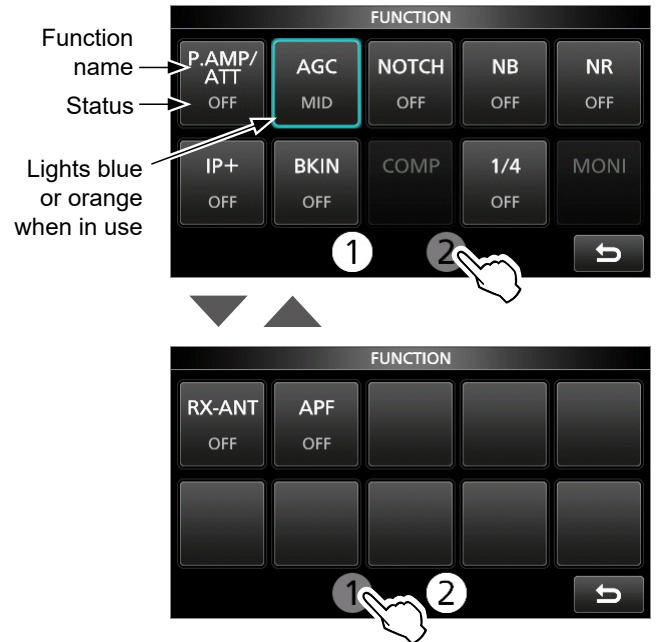 FUNCTION
Function
name
Status
Lights blue
or orange
when in use
P.AMP/
ATT
OFF
AGC
MID
NOTCH
OFF
NB
OFF
NR
OFF
IP+
OFF
BKIN
OFF
COMP
1/4
OFF
MONI
1
2
FUNCTION
RX-ANT
OFF
APF
OFF
1
2